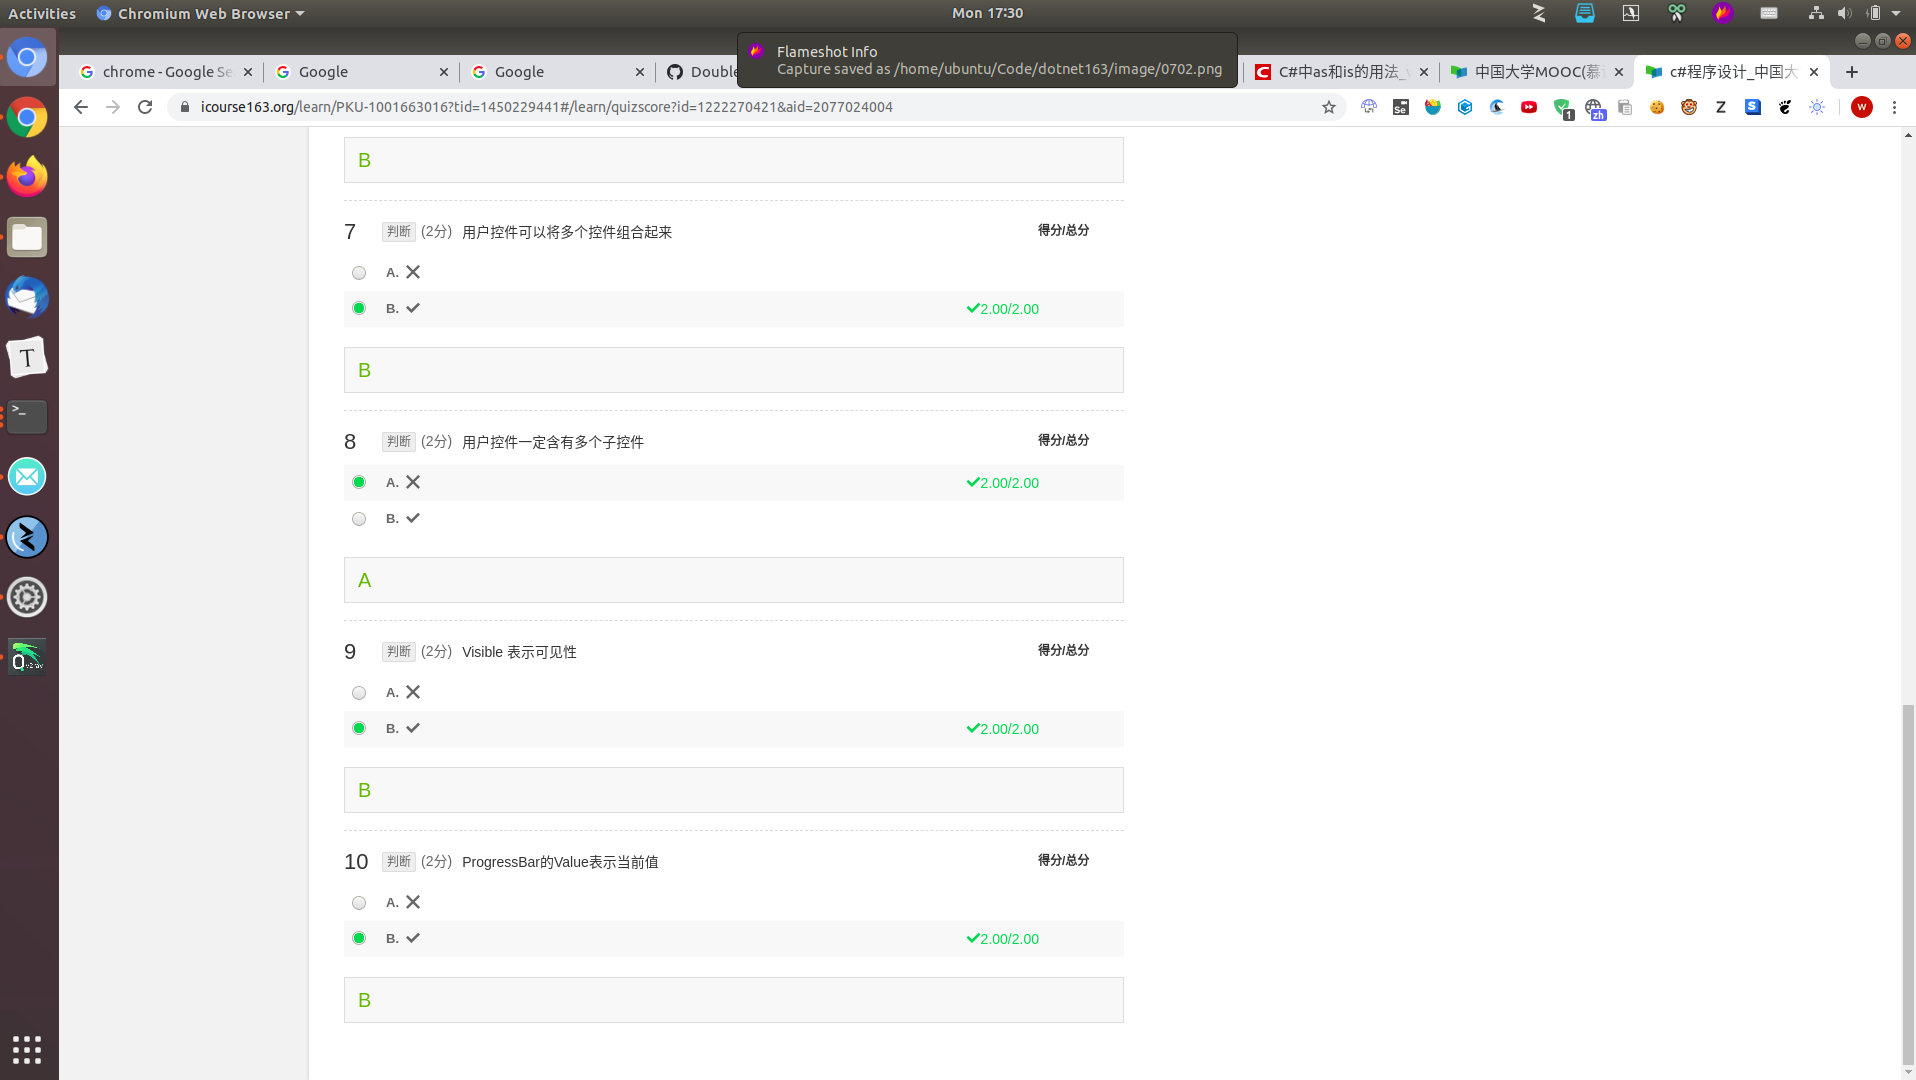 Activities
Chromium Web Browser
Mon 17:30
Flameshot Info
Capture saved as /home/ubuntu/Code/dotnet163/image/0702.png
chrome - Google Se
Google
Google
Double
C#中as和is的用法_
中国大学MOOC(慕
c#程序设计_中国大
icourse163.org/learn/PKU-1001663016?tid=1450229441#/learn/quizscore?id=1222270421&aid=2077024004
B
7 判断 (2分) 用户控件可以将多个控件组合起来 得分/总分
A.
B. 2.00/2.00
B
8 判断 (2分) 用户控件一定含有多个子控件 得分/总分
A. 2.00/2.00
B.
A
9 判断 (2分) Visible 表示可见性 得分/总分
A.
B. 2.00/2.00
B
10 判断 (2分) ProgressBar的Value表示当前值 得分/总分
A.
B. 2.00/2.00
B